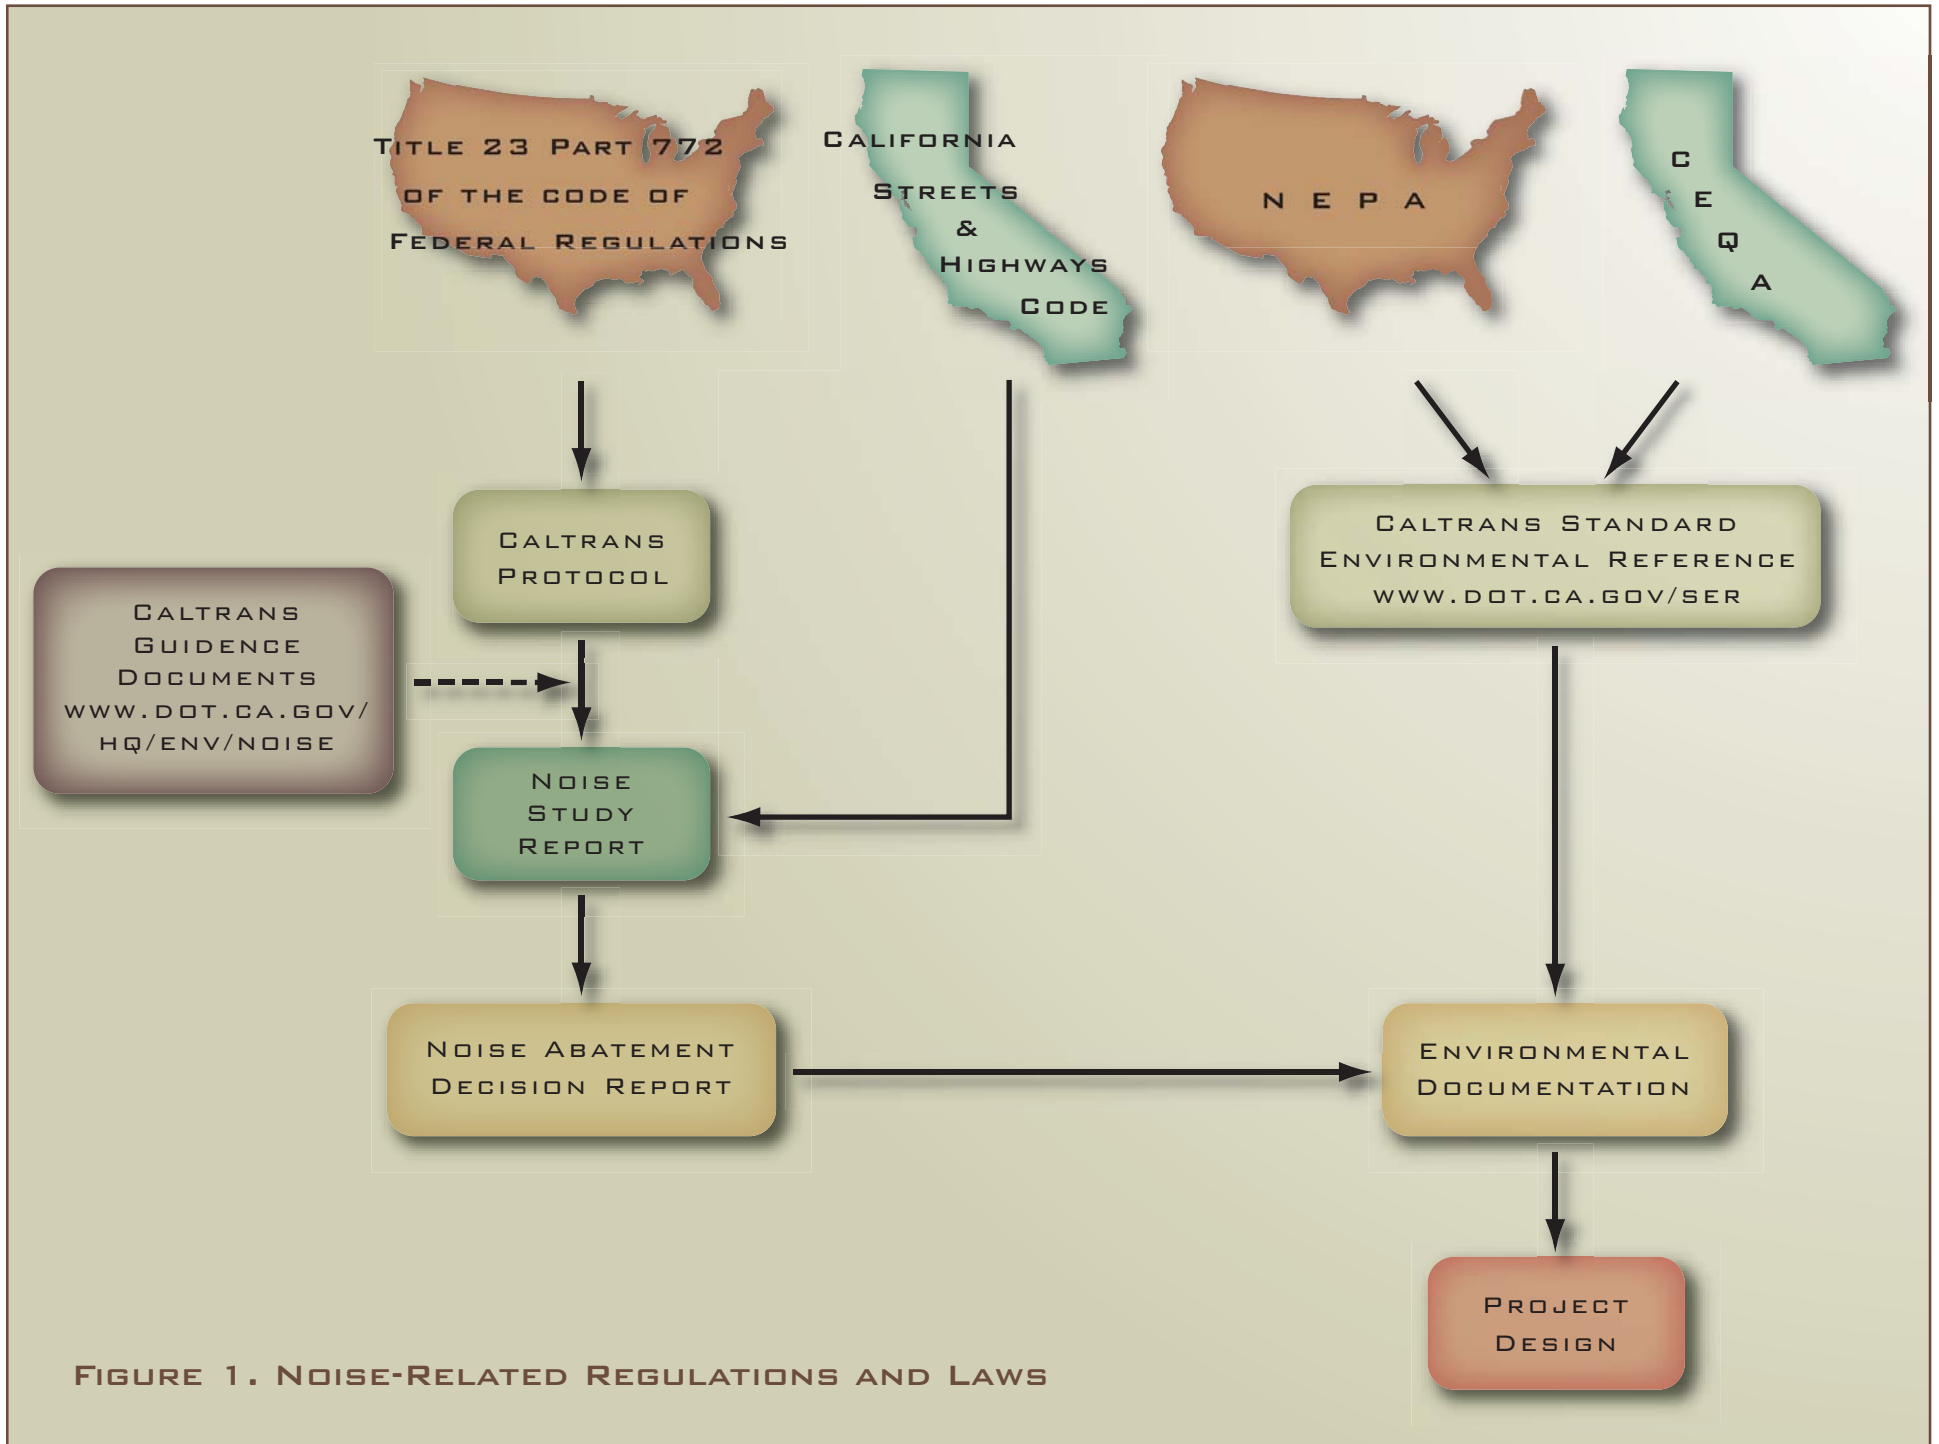 Title 23 Part 772
of the code of
Federal Regulations
California
Streets
&
Highways
Code
N E P A
C
E
Q
A
Caltrans
Protocol
Caltrans Standard
Environmental Reference
www.dot.ca.gov/ser
Caltrans
Guidence
Documents
www.dot.ca.gov/
hq/env/noise
Noise
Study
Report
Noise Abatement
Decision Report
Environmental
Documentation
Project
Design
Figure 1. Noise-Related Regulations and Laws